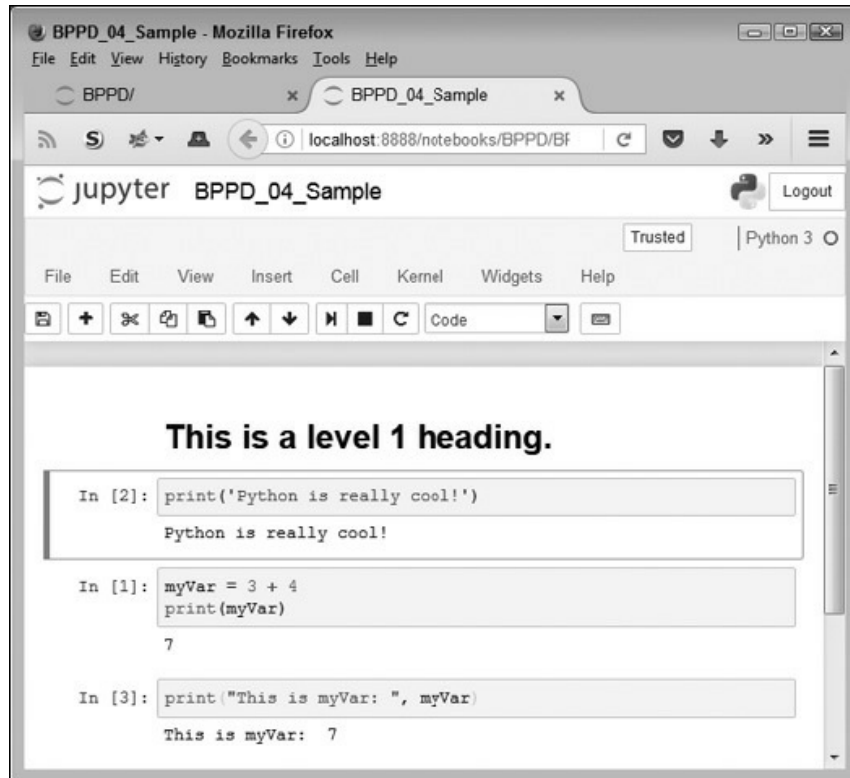 BPPD_04_Sample - Mozilla Firefox
File Edit View History Bookmarks Tools Help
BPPD/ × BPPD_04_Sample ×
S) localhost:8888/notebooks/BPPD/BF »
jupyter BPPD_04_Sample Logout
Trusted Python 3
File Edit View Insert Cell Kernel Widgets Help
Code
This is a level 1 heading.
In [2]: print('Python is really cool!')
Python is really cool!
In [1]: myVar = 3 + 4
print(myVar)
7
In [3]: print("This is myVar: ", myVar)
This is myVar:  7